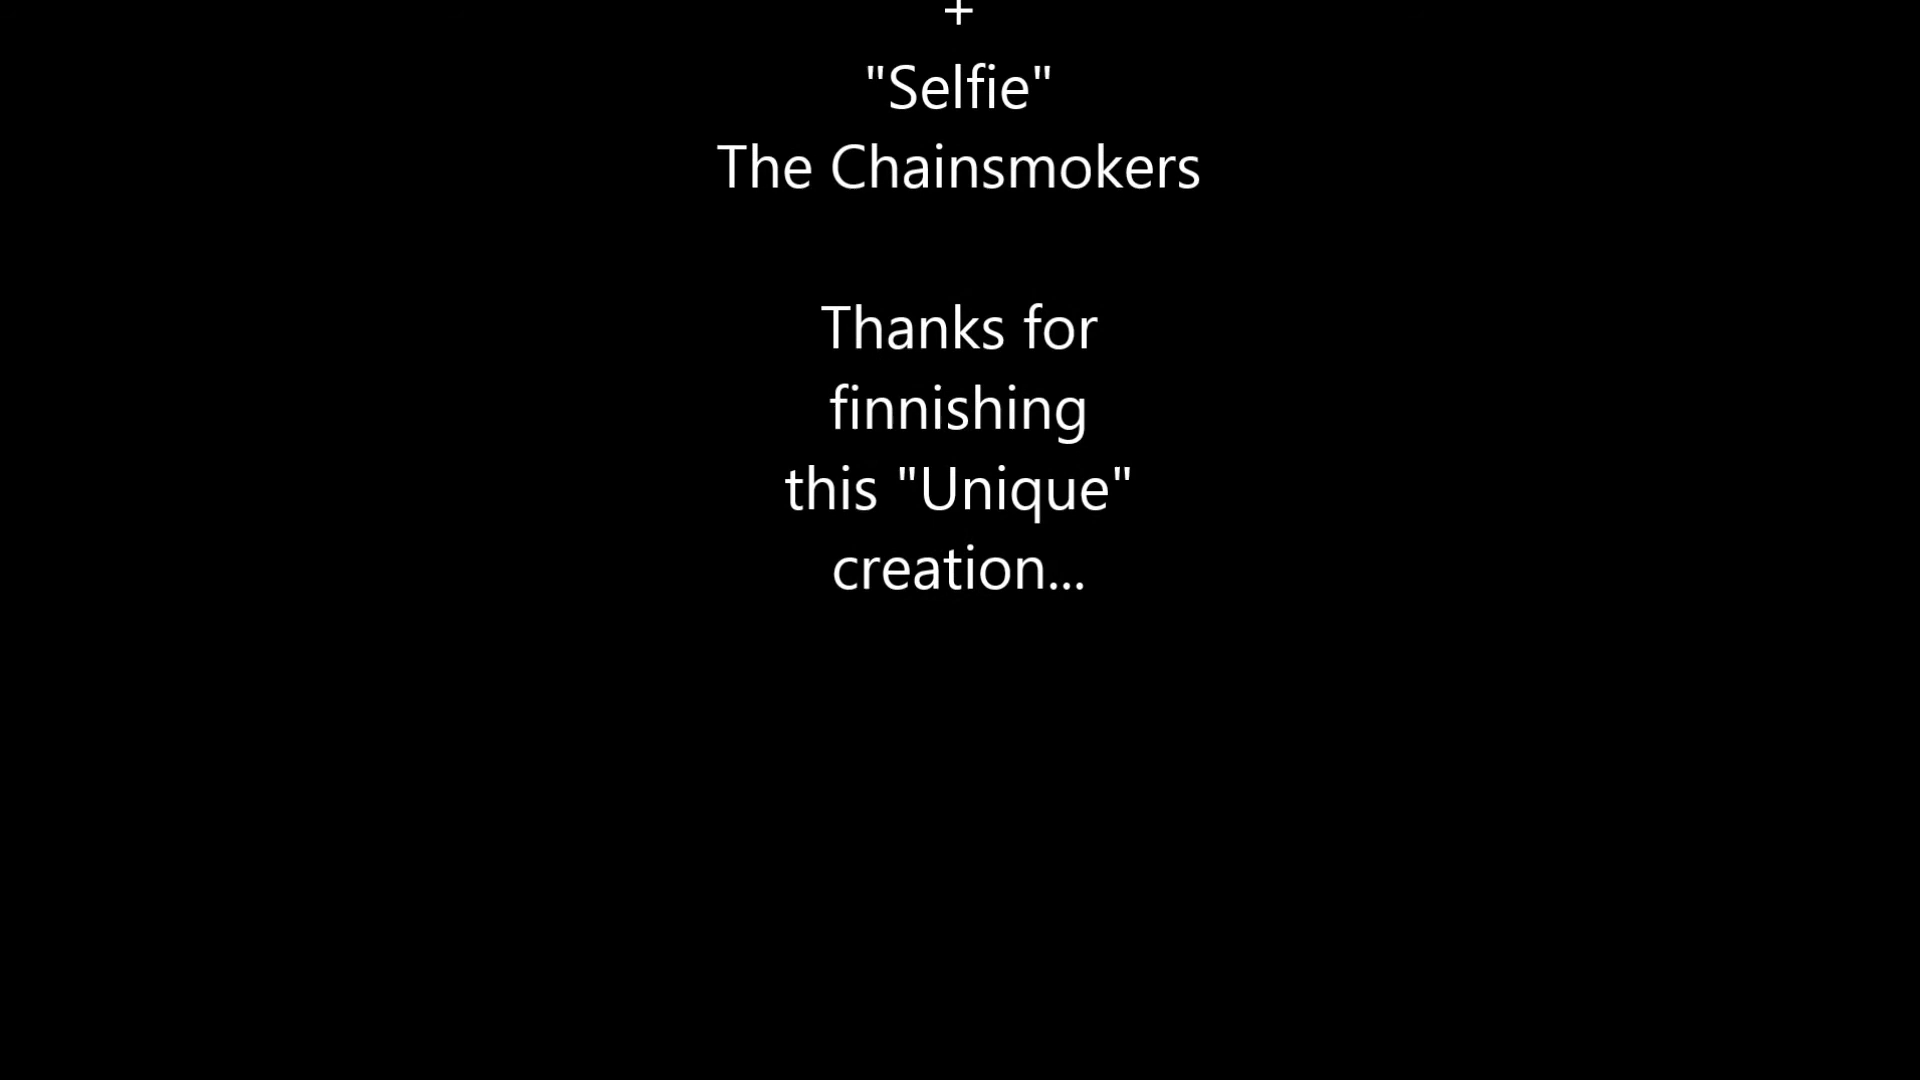 +
"Selfie"
The Chainsmokers
Thanks for
finnishing
this "Unique"
creation...